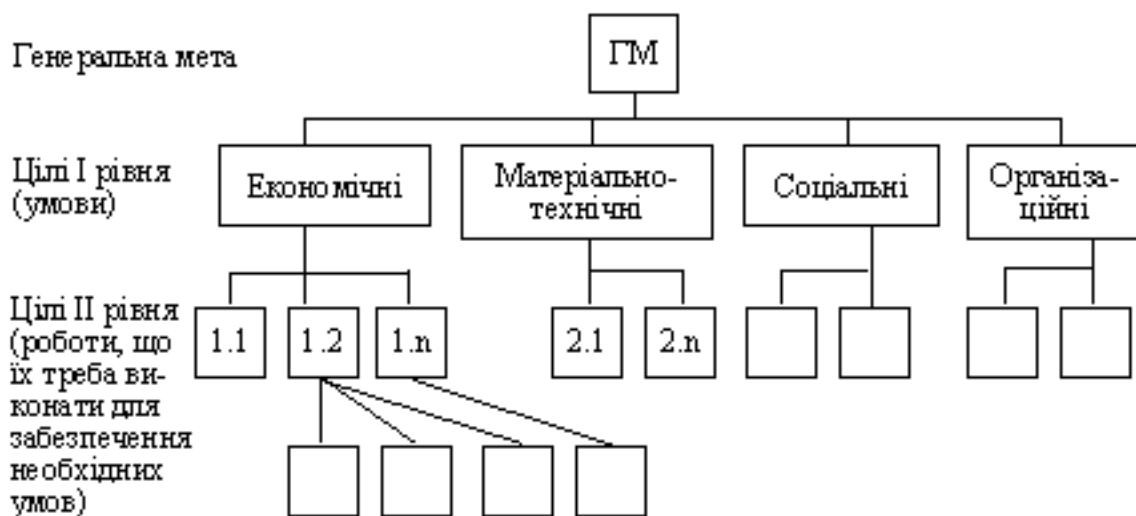 Генеральна мета
ГМ
Цілі І рівня
(умови)
Економічні
Матеріально-
технічні
Соціальні
Організа-
ційні
Цілі ІІ рівня
(роботи, що
їх треба ви-
конати для
забезпечення
необхідних
умов)
1.1
1.2
1.n
2.1
2.n